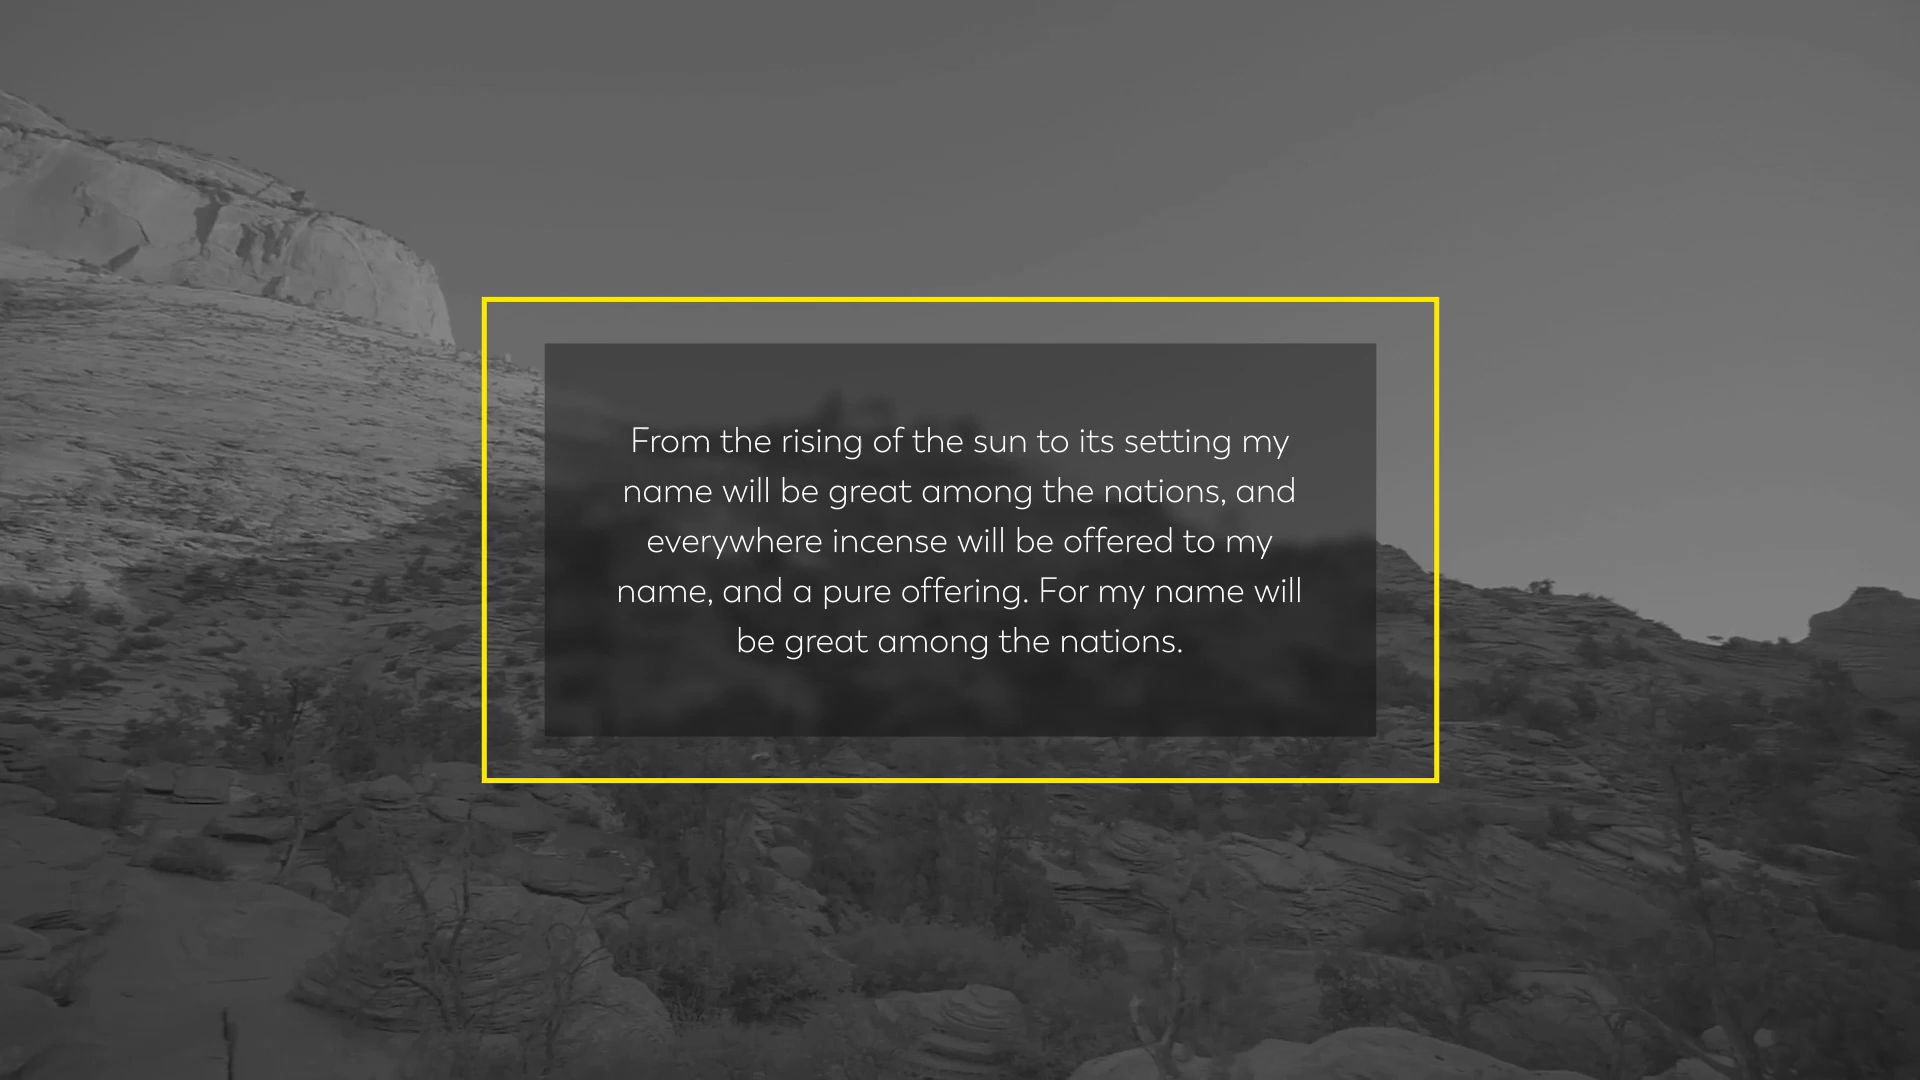 From the rising of the sun to its setting my
name will be great among the nations, and
everywhere incense will be offered to my
name, and a pure offering. For my name will
be great among the nations.